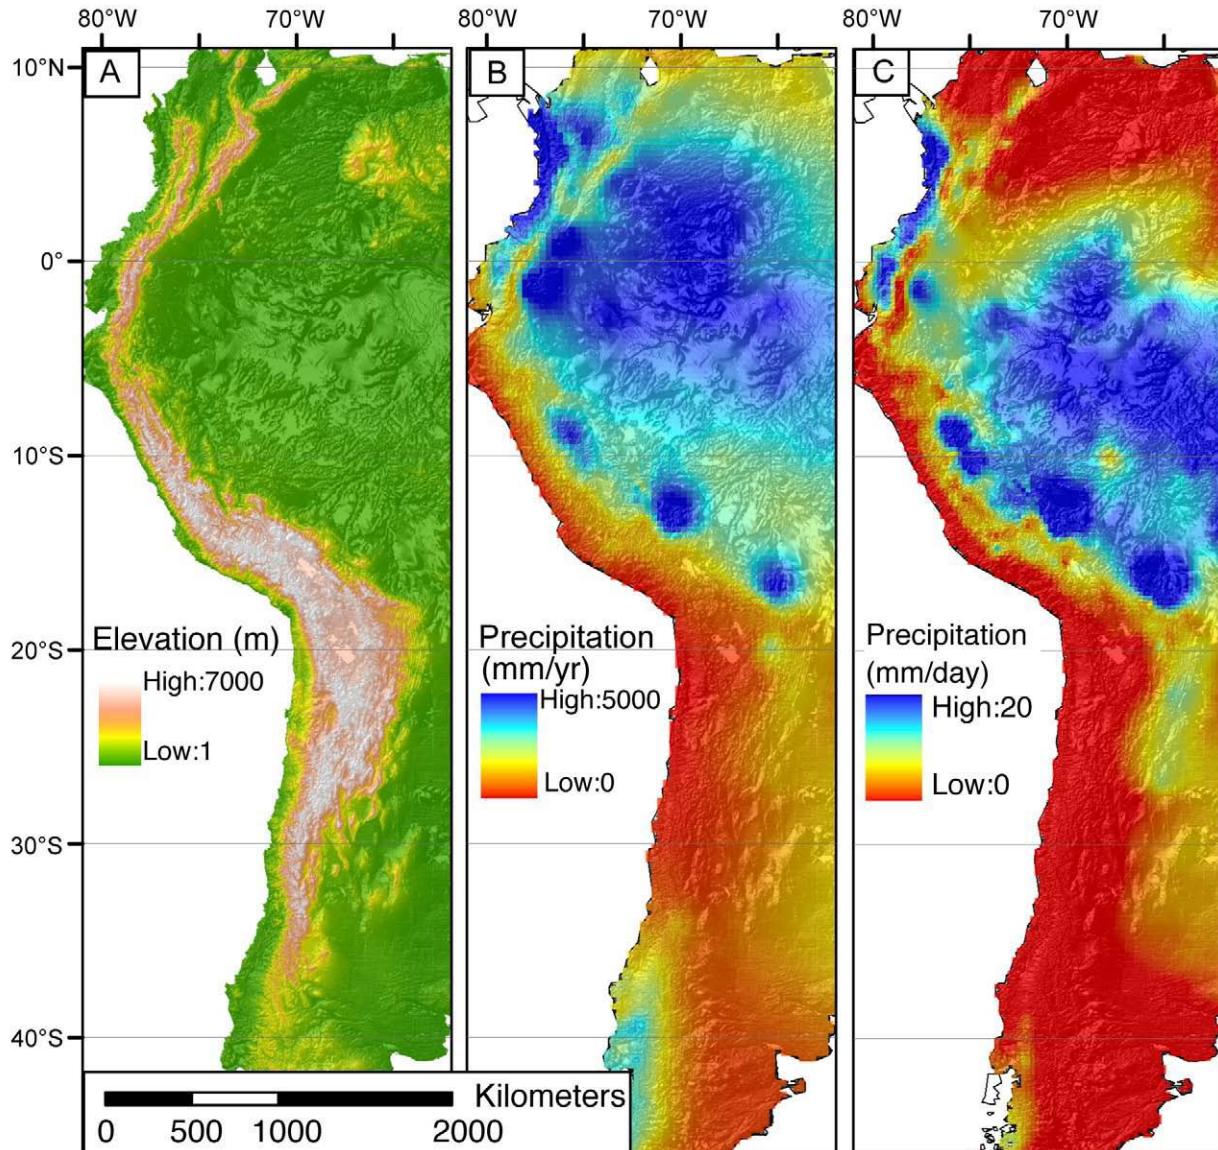 80°W 70°W 80°W 70°W 80°W 70°W
A B C
10°N
0°
10°S
20°S
30°S
40°S
Elevation (m)
High:7000
Low:1
Precipitation
(mm/yr)
High:5000
Low:0
Precipitation
(mm/day)
High:20
Low:0
Kilometers
0 500 1000 2000